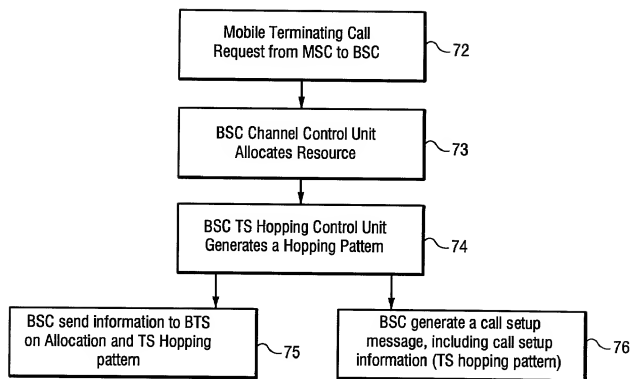 Mobile Terminating Call
Request from MSC to BSC
72
BSC Channel Control Unit
Allocates Resource
73
BSC TS Hopping Control Unit
Generates a Hopping Pattern
74
BSC send information to BTS
on Allocation and TS Hopping
pattern
75
BSC generate a call setup
message, including call setup
information (TS hopping pattern)
76